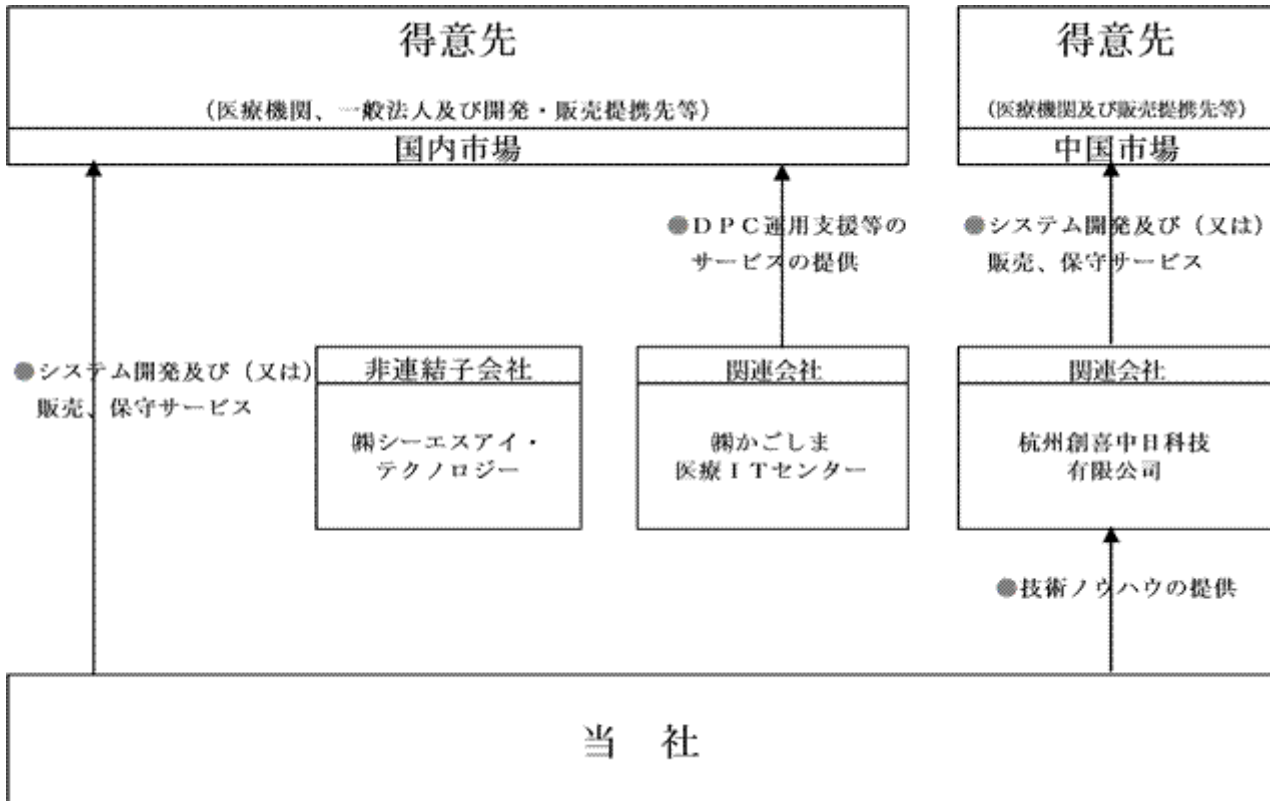 得意先
（医療機関、一般法人及び開発・販売提携先等）
国内市場
得意先
（医療機関及び販売提携先等）
中国市場
●ＤＰＣ運用支援等の
サービスの提供
●システム開発及び（又は）
販売、保守サービス
●システム開発及び（又は）
販売、保守サービス
非連結子会社
㈱シーエスアイ・
テクノロジー
関連会社
㈱かごしま
医療ＩＴセンター
関連会社
杭州創喜中日科技
有限公司
●技術ノウハウの提供
当　社